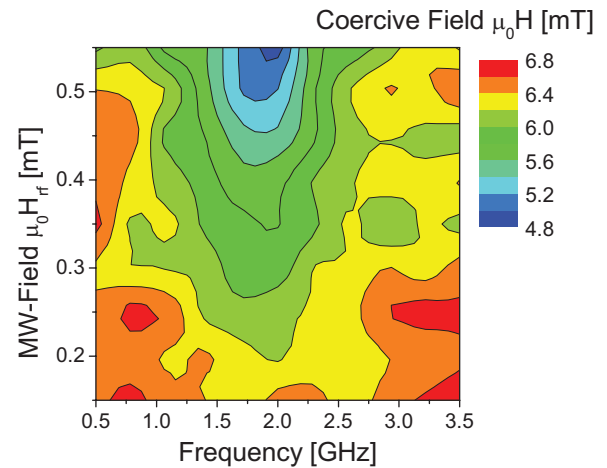 Coercive Field μ₀H [mT]
6.8
6.4
6.0
5.6
5.2
4.8
MW-Field μ₀H_rf [mT]
0.5
0.4
0.3
0.2
0.5 1.0 1.5 2.0 2.5 3.0 3.5
Frequency [GHz]